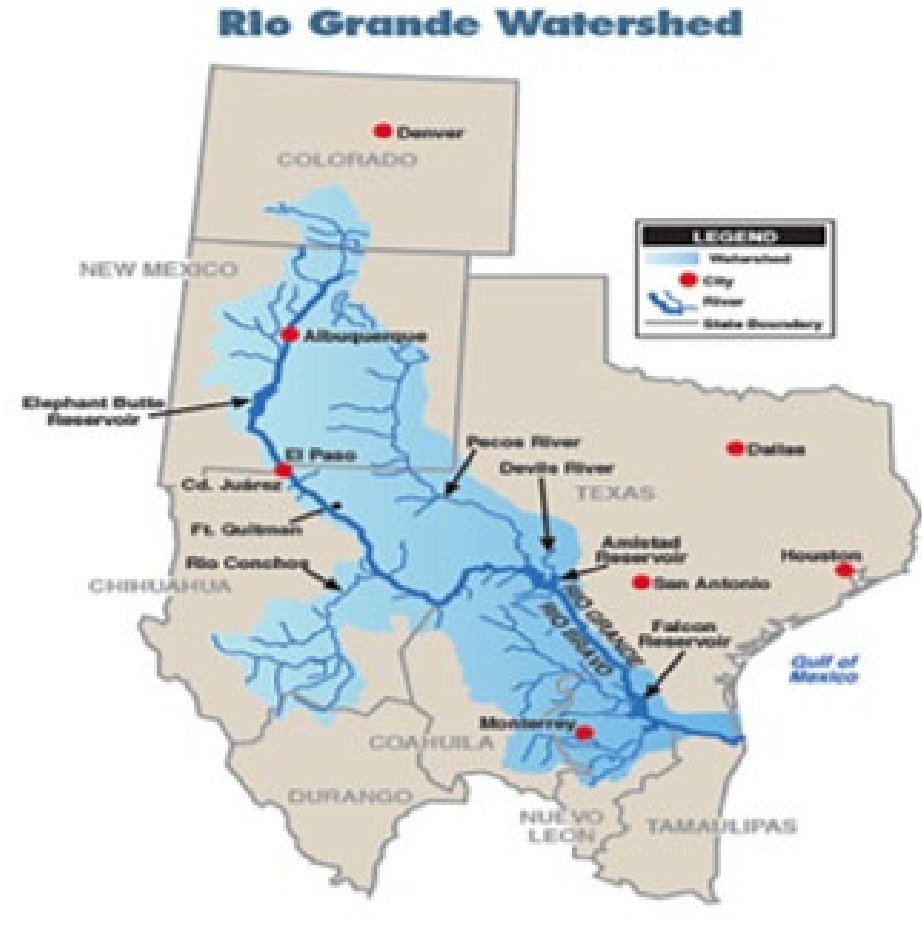 Rio Grande Watershed
Denver
COLORADO
LEGEND
Watershed
City
River
State Boundary
NEW MEXICO
Albuquerque
Elephant Butte
Reservoir
El Paso
Cd. Juárez
Pecos River
Devils River
Dallas
TEXAS
Ft. Quitman
Amistad
Reservoir
Houston
Rio Conchos
CHIHUAHUA
San Antonio
RIO GRANDE
RIO BRAVO
Falcon
Reservoir
Gulf of
Mexico
Monterrey
COAHUILA
DURANGO
NUEVO
LEON
TAMAULIPAS